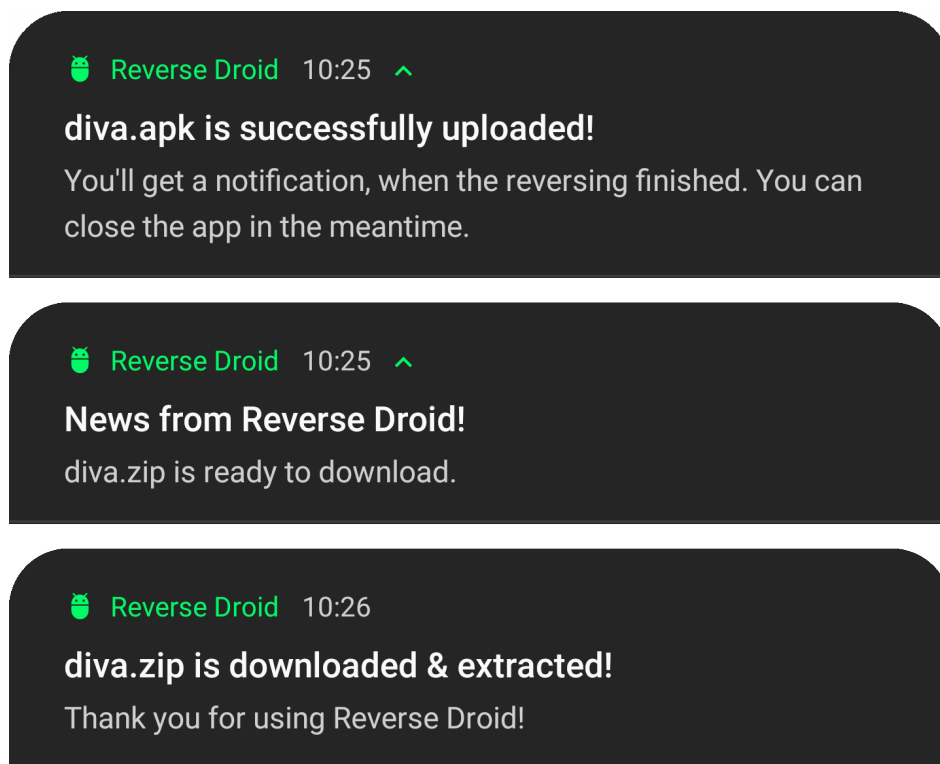 Reverse Droid 10:25
diva.apk is successfully uploaded!
You'll get a notification, when the reversing finished. You can
close the app in the meantime.
Reverse Droid 10:25
News from Reverse Droid!
diva.zip is ready to download.
Reverse Droid 10:26
diva.zip is downloaded & extracted!
Thank you for using Reverse Droid!